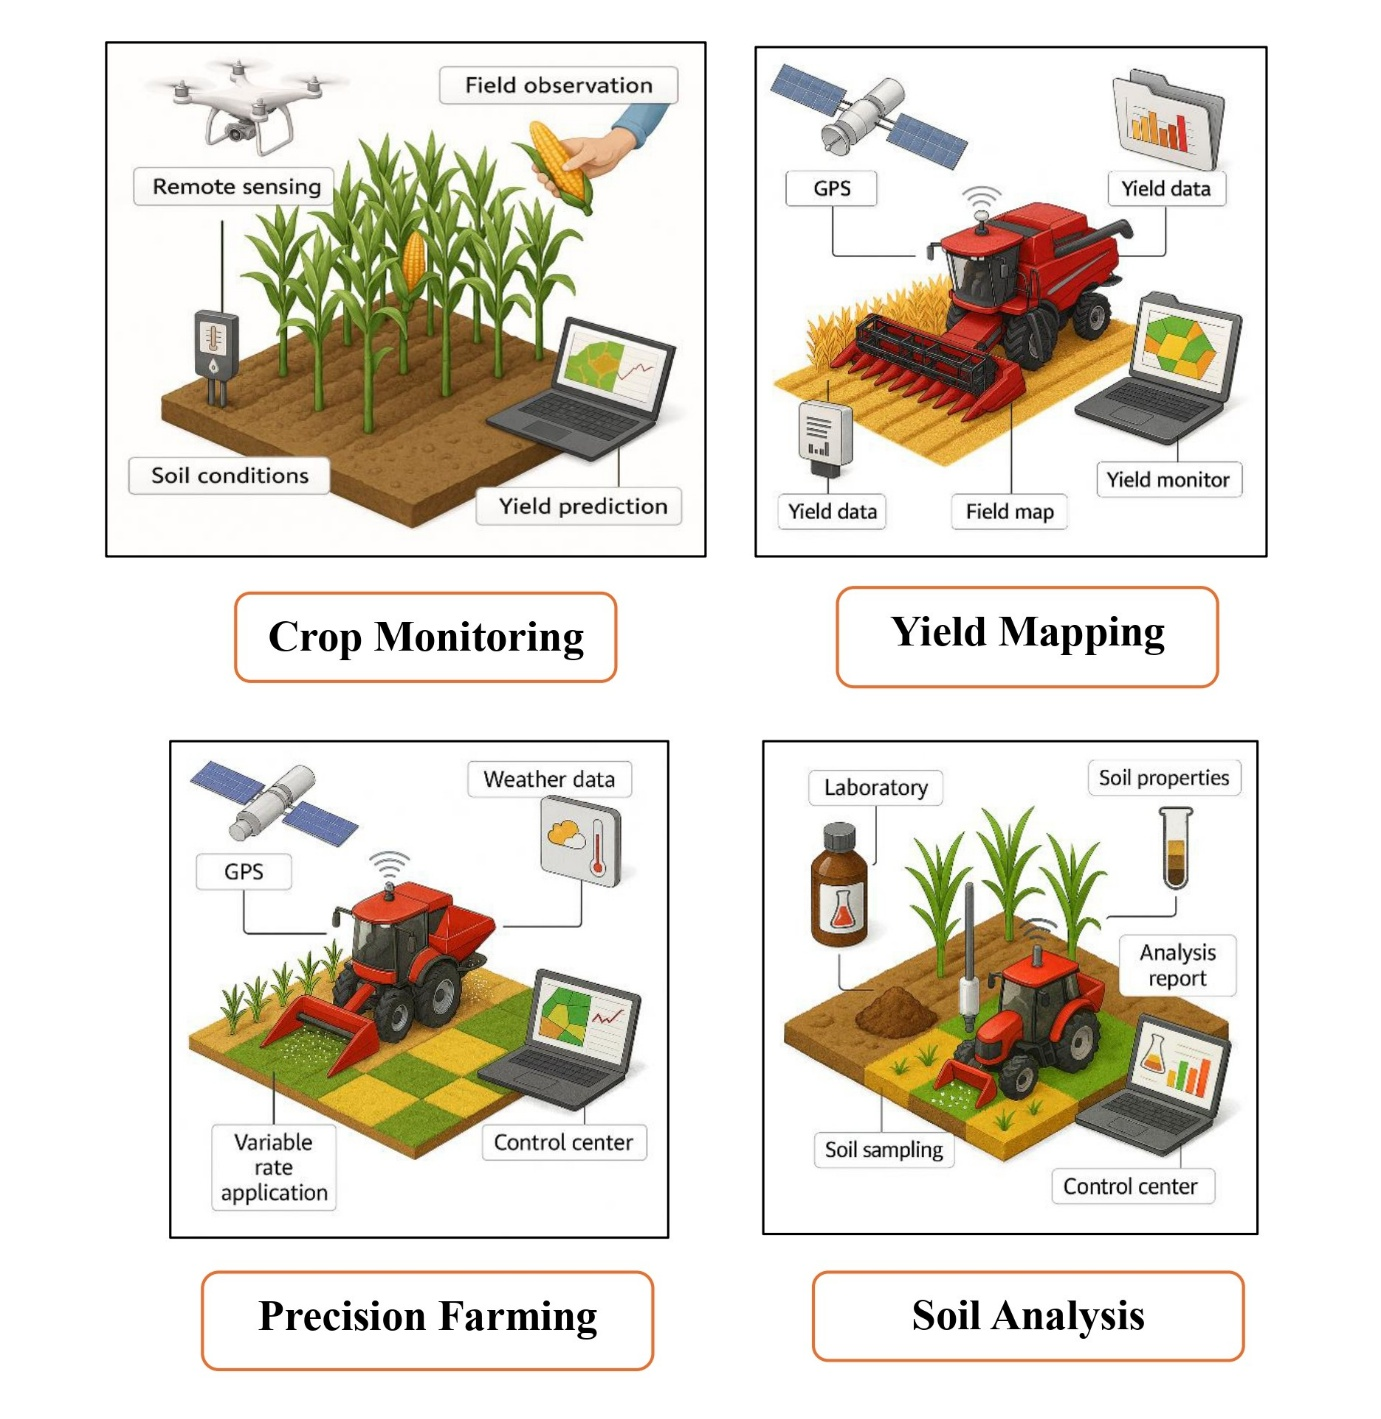 Field observation
Remote sensing
Soil conditions
Yield prediction
GPS
Yield data
Yield monitor
Yield data
Field map
Crop Monitoring
Yield Mapping
Weather data
GPS
Variable
rate
application
Control center
Laboratory
Soil properties
Analysis
report
Soil sampling
Control center
Precision Farming
Soil Analysis